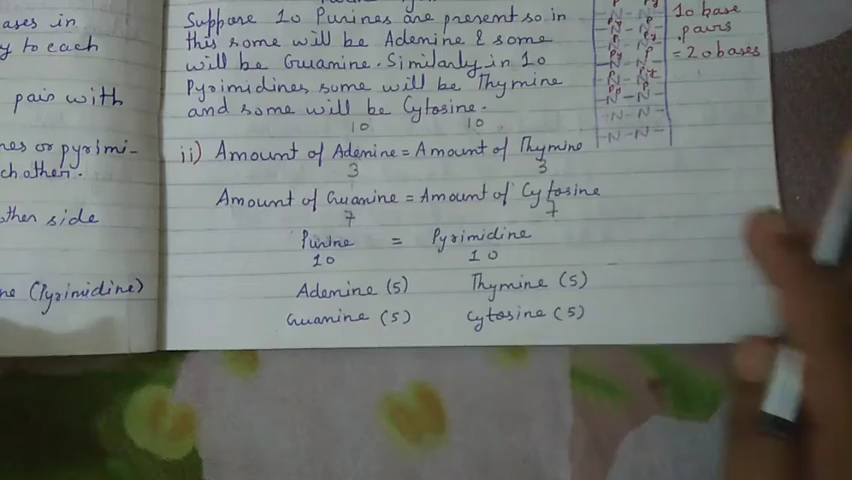 ases in
y to each
pair with
nes or pyrimi-
ch other.
other side
ne (Pyrimidine)
Suppose 10 Purines are present so in
this some will be Adenine & some
will be Guanine. Similarly in 10
Pyrimidines some will be Thymine
and some will be Cytosine.
10 10
ii) Amount of Adenine = Amount of Thymine
3 3
Amount of Guanine = Amount of Cytosine
7 7
Purine = Pyrimidine
10 10
Adenine (5) Thymine (5)
Guanine (5) Cytosine (5)
10 base
pairs
= 20 bases